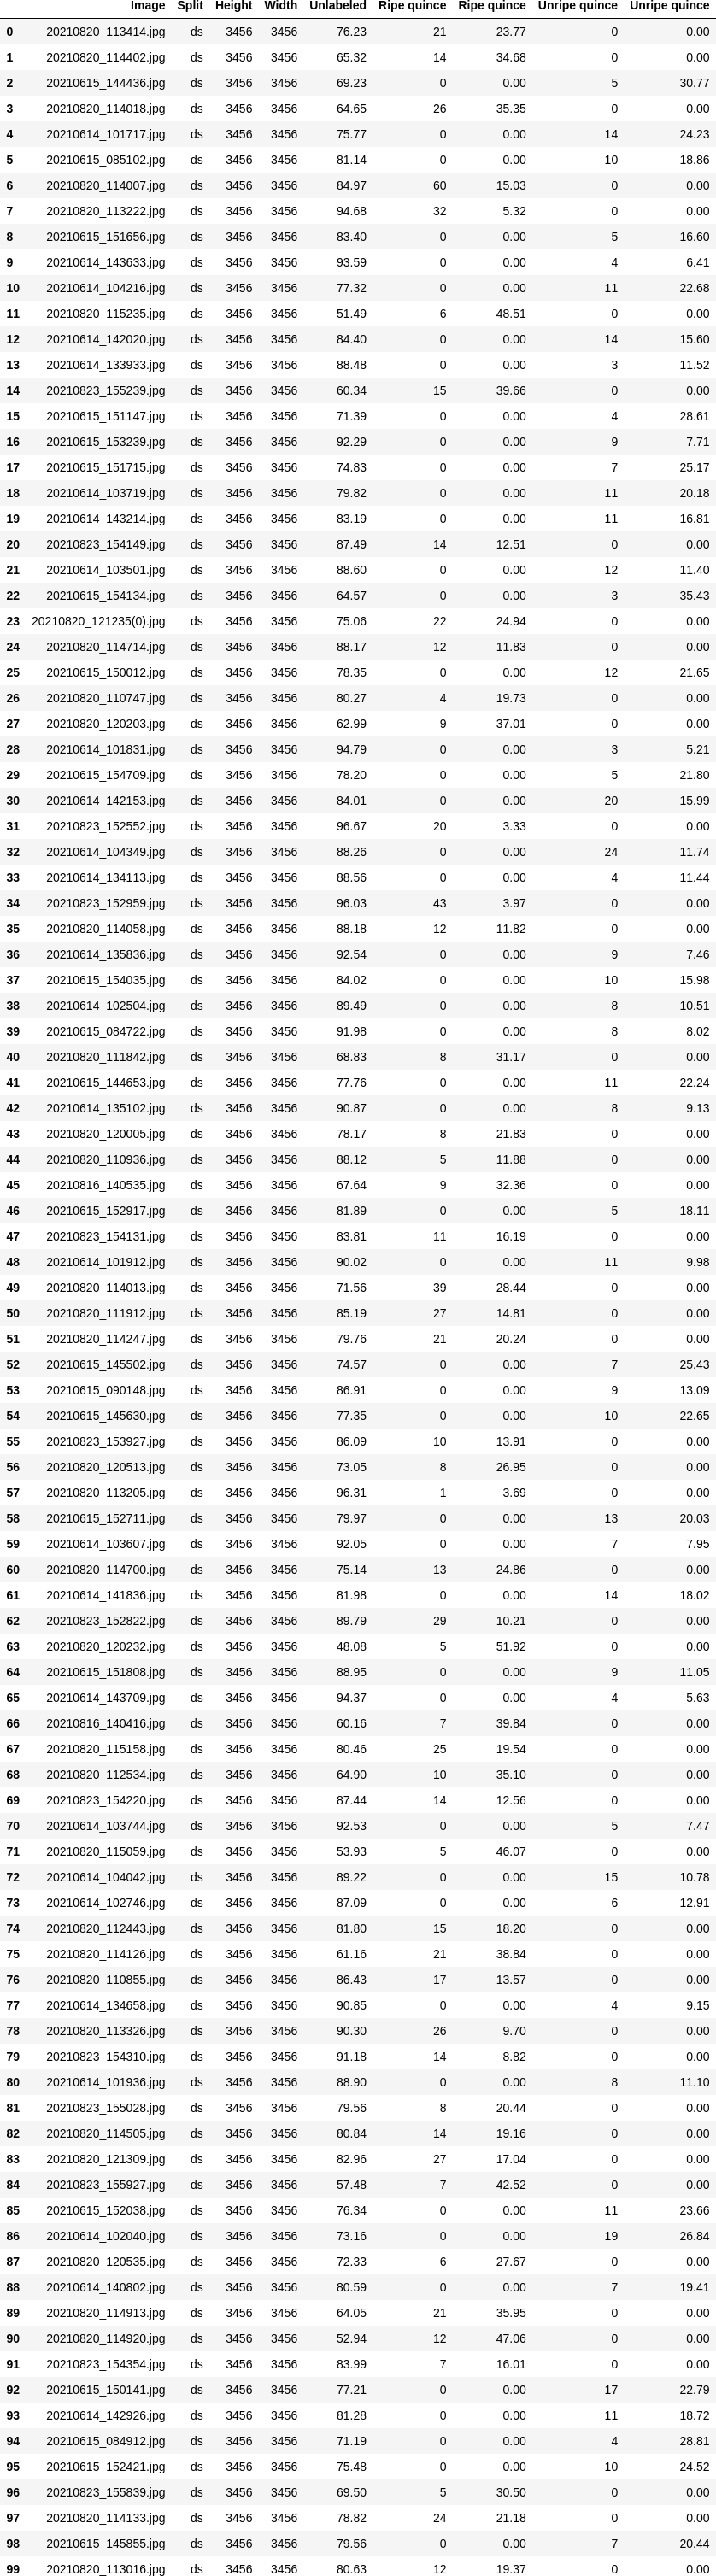 Image Split Height Width Unlabeled Ripe quince Ripe quince Unripe quince Unripe quince
0 20210820_113414.jpg ds 3456 3456 76.23 21 23.77 0 0.00
1 20210820_114402.jpg ds 3456 3456 65.32 14 34.68 0 0.00
2 20210615_144436.jpg ds 3456 3456 69.23 0 0.00 5 30.77
3 20210820_114018.jpg ds 3456 3456 64.65 26 35.35 0 0.00
4 20210614_101717.jpg ds 3456 3456 75.77 0 0.00 14 24.23
5 20210615_085102.jpg ds 3456 3456 81.14 0 0.00 10 18.86
6 20210820_114007.jpg ds 3456 3456 84.97 60 15.03 0 0.00
7 20210820_113222.jpg ds 3456 3456 94.68 32 5.32 0 0.00
8 20210615_151656.jpg ds 3456 3456 83.40 0 0.00 5 16.60
9 20210614_143633.jpg ds 3456 3456 93.59 0 0.00 4 6.41
10 20210614_104216.jpg ds 3456 3456 77.32 0 0.00 11 22.68
11 20210820_115235.jpg ds 3456 3456 51.49 6 48.51 0 0.00
12 20210614_142020.jpg ds 3456 3456 84.40 0 0.00 14 15.60
13 20210614_133933.jpg ds 3456 3456 88.48 0 0.00 3 11.52
14 20210823_155239.jpg ds 3456 3456 60.34 15 39.66 0 0.00
15 20210615_151147.jpg ds 3456 3456 71.39 0 0.00 4 28.61
16 20210615_153239.jpg ds 3456 3456 92.29 0 0.00 9 7.71
17 20210615_151715.jpg ds 3456 3456 74.83 0 0.00 7 25.17
18 20210614_103719.jpg ds 3456 3456 79.82 0 0.00 11 20.18
19 20210614_143214.jpg ds 3456 3456 83.19 0 0.00 11 16.81
20 20210823_154149.jpg ds 3456 3456 87.49 14 12.51 0 0.00
21 20210614_103501.jpg ds 3456 3456 88.60 0 0.00 12 11.40
22 20210615_154134.jpg ds 3456 3456 64.57 0 0.00 3 35.43
23 20210820_121235(0).jpg ds 3456 3456 75.06 22 24.94 0 0.00
24 20210820_114714.jpg ds 3456 3456 88.17 12 11.83 0 0.00
25 20210615_150012.jpg ds 3456 3456 78.35 0 0.00 12 21.65
26 20210820_110747.jpg ds 3456 3456 80.27 4 19.73 0 0.00
27 20210820_120203.jpg ds 3456 3456 62.99 9 37.01 0 0.00
28 20210614_101831.jpg ds 3456 3456 94.79 0 0.00 3 5.21
29 20210615_154709.jpg ds 3456 3456 78.20 0 0.00 5 21.80
30 20210614_142153.jpg ds 3456 3456 84.01 0 0.00 20 15.99
31 20210823_152552.jpg ds 3456 3456 96.67 20 3.33 0 0.00
32 20210614_104349.jpg ds 3456 3456 88.26 0 0.00 24 11.74
33 20210614_134113.jpg ds 3456 3456 88.56 0 0.00 4 11.44
34 20210823_152959.jpg ds 3456 3456 96.03 43 3.97 0 0.00
35 20210820_114058.jpg ds 3456 3456 88.18 12 11.82 0 0.00
36 20210614_135836.jpg ds 3456 3456 92.54 0 0.00 9 7.46
37 20210615_154035.jpg ds 3456 3456 84.02 0 0.00 10 15.98
38 20210614_102504.jpg ds 3456 3456 89.49 0 0.00 8 10.51
39 20210615_084722.jpg ds 3456 3456 91.98 0 0.00 8 8.02
40 20210820_111842.jpg ds 3456 3456 68.83 8 31.17 0 0.00
41 20210615_144653.jpg ds 3456 3456 77.76 0 0.00 11 22.24
42 20210614_135102.jpg ds 3456 3456 90.87 0 0.00 8 9.13
43 20210820_120005.jpg ds 3456 3456 78.17 8 21.83 0 0.00
44 20210820_110936.jpg ds 3456 3456 88.12 5 11.88 0 0.00
45 20210816_140535.jpg ds 3456 3456 67.64 9 32.36 0 0.00
46 20210615_152917.jpg ds 3456 3456 81.89 0 0.00 5 18.11
47 20210823_154131.jpg ds 3456 3456 83.81 11 16.19 0 0.00
48 20210614_101912.jpg ds 3456 3456 90.02 0 0.00 11 9.98
49 20210820_114013.jpg ds 3456 3456 71.56 39 28.44 0 0.00
50 20210820_111912.jpg ds 3456 3456 85.19 27 14.81 0 0.00
51 20210820_114247.jpg ds 3456 3456 79.76 21 20.24 0 0.00
52 20210615_145502.jpg ds 3456 3456 74.57 0 0.00 7 25.43
53 20210615_090148.jpg ds 3456 3456 86.91 0 0.00 9 13.09
54 20210615_145630.jpg ds 3456 3456 77.35 0 0.00 10 22.65
55 20210823_153927.jpg ds 3456 3456 86.09 10 13.91 0 0.00
56 20210820_120513.jpg ds 3456 3456 73.05 8 26.95 0 0.00
57 20210820_113205.jpg ds 3456 3456 96.31 1 3.69 0 0.00
58 20210615_152711.jpg ds 3456 3456 79.97 0 0.00 13 20.03
59 20210614_103607.jpg ds 3456 3456 92.05 0 0.00 7 7.95
60 20210820_114700.jpg ds 3456 3456 75.14 13 24.86 0 0.00
61 20210614_141836.jpg ds 3456 3456 81.98 0 0.00 14 18.02
62 20210823_152822.jpg ds 3456 3456 89.79 29 10.21 0 0.00
63 20210820_120232.jpg ds 3456 3456 48.08 5 51.92 0 0.00
64 20210615_151808.jpg ds 3456 3456 88.95 0 0.00 9 11.05
65 20210614_143709.jpg ds 3456 3456 94.37 0 0.00 4 5.63
66 20210816_140416.jpg ds 3456 3456 60.16 7 39.84 0 0.00
67 20210820_115158.jpg ds 3456 3456 80.46 25 19.54 0 0.00
68 20210820_112534.jpg ds 3456 3456 64.90 10 35.10 0 0.00
69 20210823_154220.jpg ds 3456 3456 87.44 14 12.56 0 0.00
70 20210614_103744.jpg ds 3456 3456 92.53 0 0.00 5 7.47
71 20210820_115059.jpg ds 3456 3456 53.93 5 46.07 0 0.00
72 20210614_104042.jpg ds 3456 3456 89.22 0 0.00 15 10.78
73 20210614_102746.jpg ds 3456 3456 87.09 0 0.00 6 12.91
74 20210820_112443.jpg ds 3456 3456 81.80 15 18.20 0 0.00
75 20210820_114126.jpg ds 3456 3456 61.16 21 38.84 0 0.00
76 20210820_110855.jpg ds 3456 3456 86.43 17 13.57 0 0.00
77 20210614_134658.jpg ds 3456 3456 90.85 0 0.00 4 9.15
78 20210820_113326.jpg ds 3456 3456 90.30 26 9.70 0 0.00
79 20210823_154310.jpg ds 3456 3456 91.18 14 8.82 0 0.00
80 20210614_101936.jpg ds 3456 3456 88.90 0 0.00 8 11.10
81 20210823_155028.jpg ds 3456 3456 79.56 8 20.44 0 0.00
82 20210820_114505.jpg ds 3456 3456 80.84 14 19.16 0 0.00
83 20210820_121309.jpg ds 3456 3456 82.96 27 17.04 0 0.00
84 20210823_155927.jpg ds 3456 3456 57.48 7 42.52 0 0.00
85 20210615_152038.jpg ds 3456 3456 76.34 0 0.00 11 23.66
86 20210614_102040.jpg ds 3456 3456 73.16 0 0.00 19 26.84
87 20210820_120535.jpg ds 3456 3456 72.33 6 27.67 0 0.00
88 20210614_140802.jpg ds 3456 3456 80.59 0 0.00 7 19.41
89 20210820_114913.jpg ds 3456 3456 64.05 21 35.95 0 0.00
90 20210820_114920.jpg ds 3456 3456 52.94 12 47.06 0 0.00
91 20210823_154354.jpg ds 3456 3456 83.99 7 16.01 0 0.00
92 20210615_150141.jpg ds 3456 3456 77.21 0 0.00 17 22.79
93 20210614_142926.jpg ds 3456 3456 81.28 0 0.00 11 18.72
94 20210615_084912.jpg ds 3456 3456 71.19 0 0.00 4 28.81
95 20210615_152421.jpg ds 3456 3456 75.48 0 0.00 10 24.52
96 20210823_155839.jpg ds 3456 3456 69.50 5 30.50 0 0.00
97 20210820_114133.jpg ds 3456 3456 78.82 24 21.18 0 0.00
98 20210615_145855.jpg ds 3456 3456 79.56 0 0.00 7 20.44
99 20210820_113016.jpg ds 3456 3456 80.63 12 19.37 0 0.00